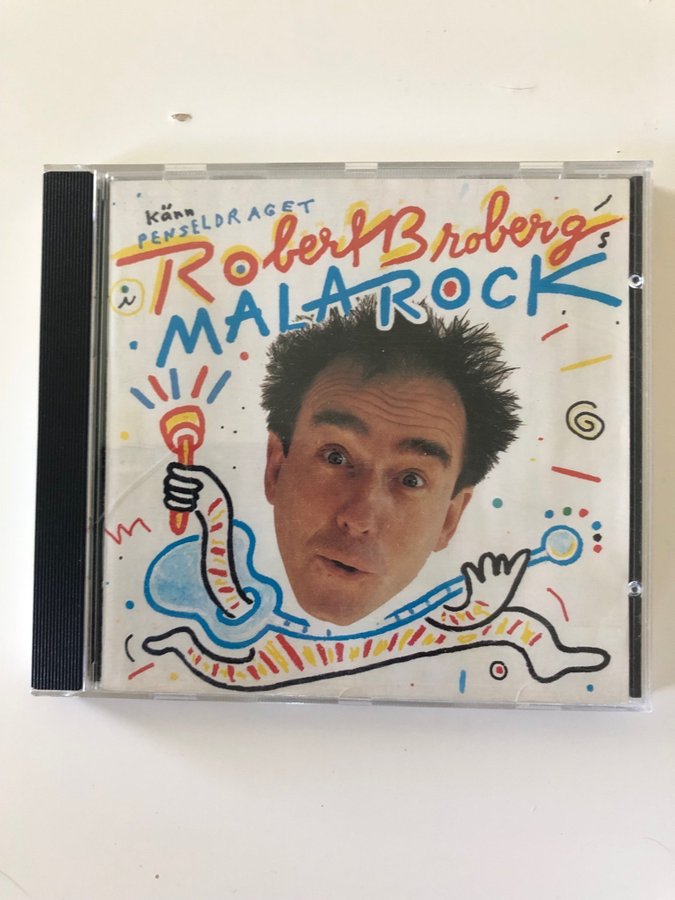 Känn
PENSELDRAGET
i Robert Broberg's
MALAROCK